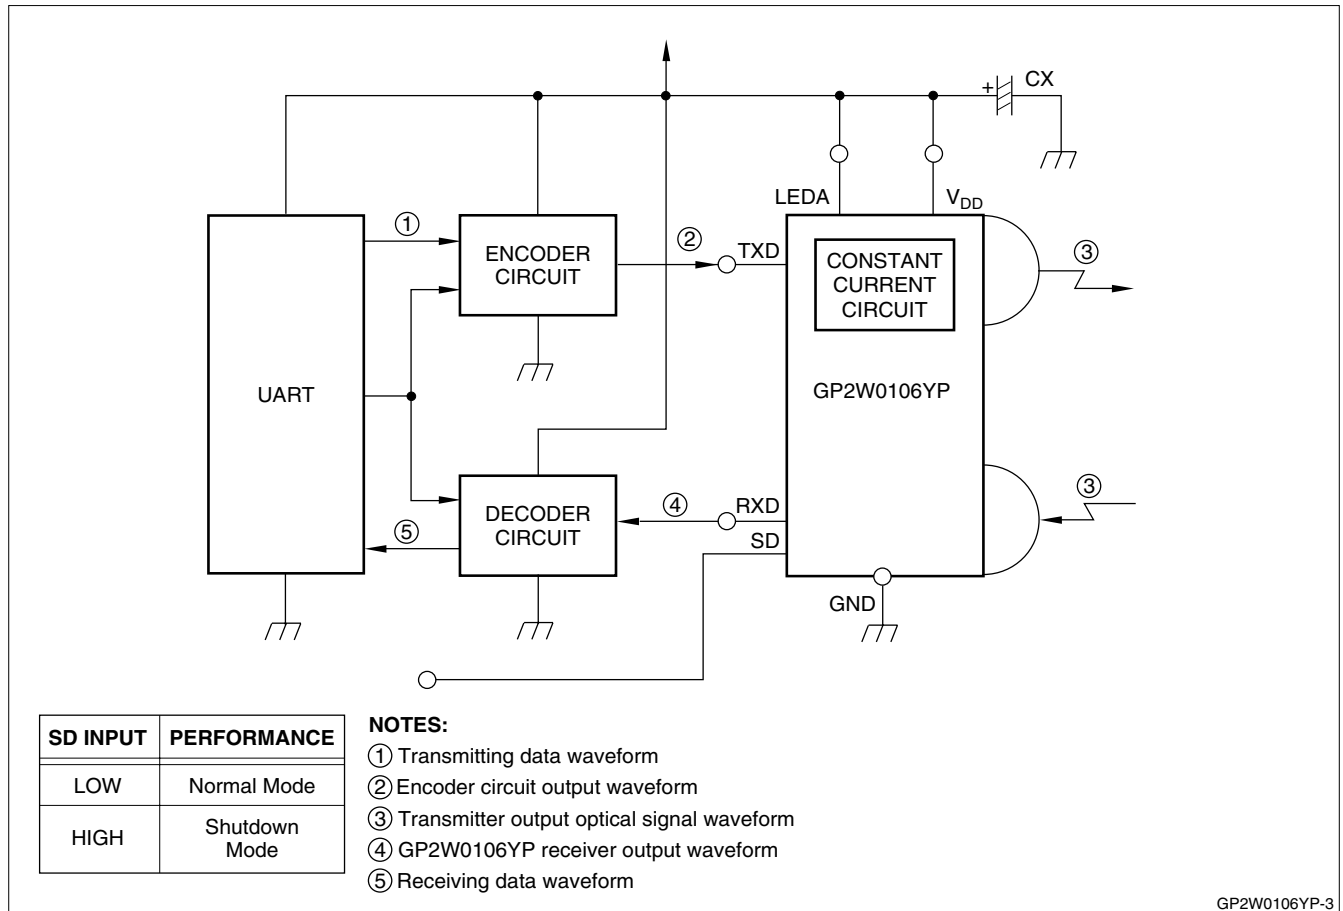 +
CX
LEDA
VDD
①
②
TXD
ENCODER
CIRCUIT
CONSTANT
CURRENT
CIRCUIT
③
UART
GP2W0106YP
DECODER
CIRCUIT
④
RXD
③
⑤
SD
GND
SD INPUT PERFORMANCE
LOW Normal Mode
HIGH Shutdown
Mode
NOTES:
① Transmitting data waveform
② Encoder circuit output waveform
③ Transmitter output optical signal waveform
④ GP2W0106YP receiver output waveform
⑤ Receiving data waveform
GP2W0106YP-3